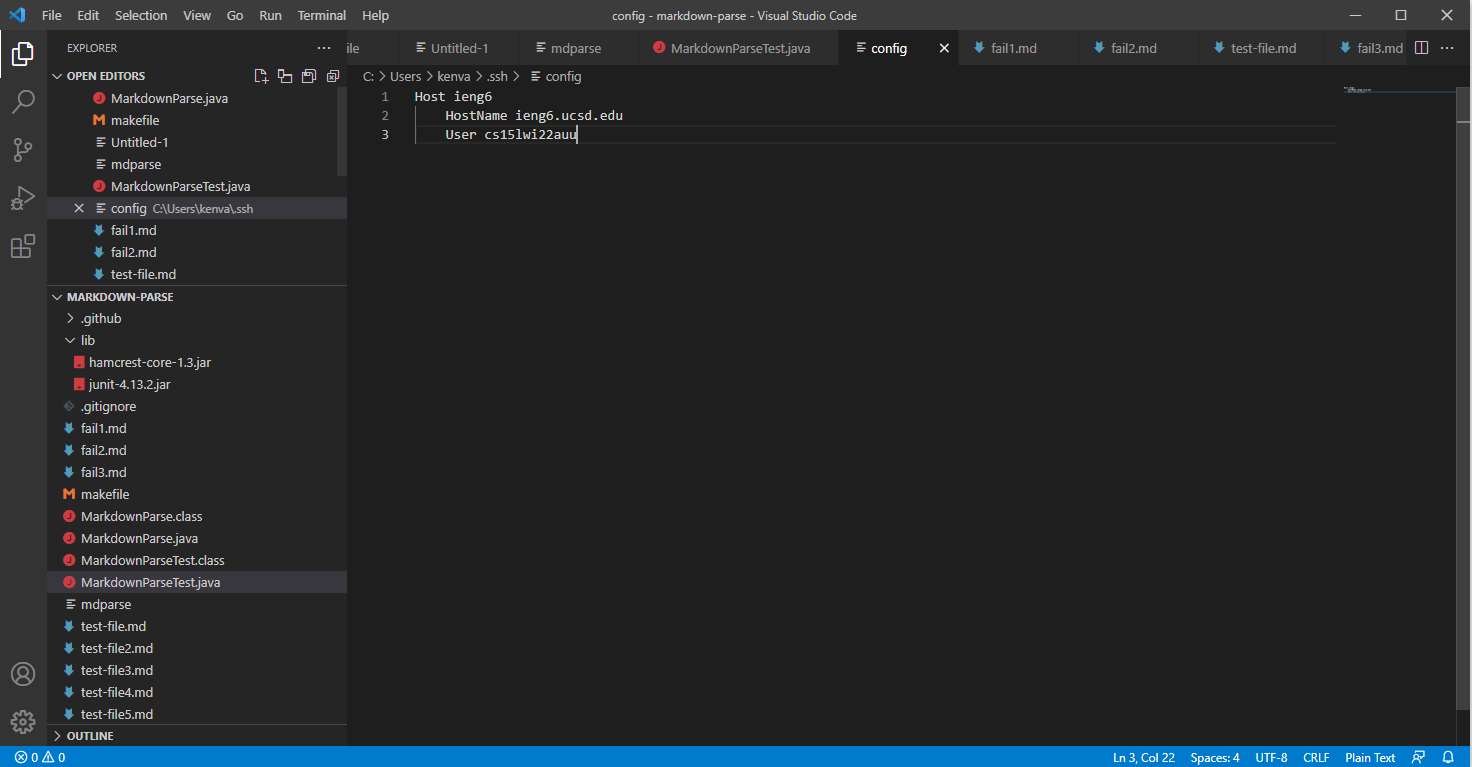 File Edit Selection View Go Run Terminal Help config - markdown-parse - Visual Studio Code
EXPLORER
ile Untitled-1 mdparse MarkdownParseTest.java config fail1.md fail2.md test-file.md fail3.md
OPEN EDITORS
MarkdownParse.java
makefile
Untitled-1
mdparse
MarkdownParseTest.java
config C:\Users\kenva\.ssh
fail1.md
fail2.md
test-file.md
MARKDOWN-PARSE
.github
lib
hamcrest-core-1.3.jar
junit-4.13.2.jar
.gitignore
fail1.md
fail2.md
fail3.md
makefile
MarkdownParse.class
MarkdownParse.java
MarkdownParseTest.class
MarkdownParseTest.java
mdparse
test-file.md
test-file2.md
test-file3.md
test-file4.md
test-file5.md
OUTLINE
C: > Users > kenva > .ssh > config
1 Host ieng6
2 HostName ieng6.ucsd.edu
3 User cs15lwi22auu
0 0 Ln 3, Col 22 Spaces: 4 UTF-8 CRLF Plain Text